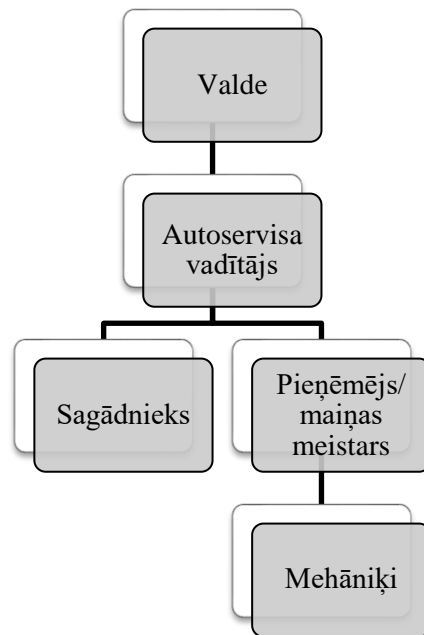 Valde
Autoservisa
vadītājs
Sagādnieks
Pieņēmējs/
maiņas
meistars
Mehāniķi